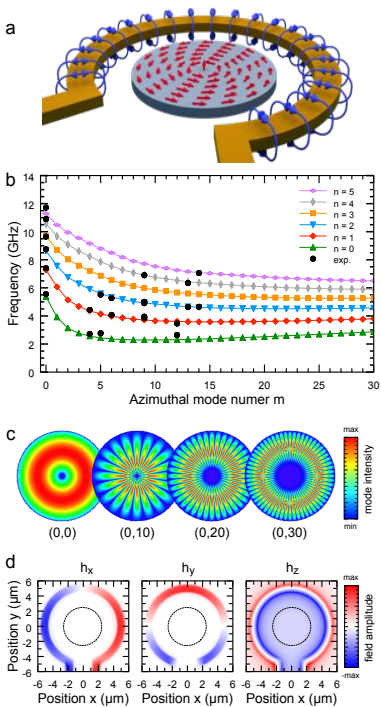 a
b
14
12
10
8
6
4
2
0
Frequency (GHz)
n = 5
n = 4
n = 3
n = 2
n = 1
n = 0
exp.
0 5 10 15 20 25 30
Azimuthal mode numer m
c
(0,0) (0,10) (0,20) (0,30)
max
mode intensity
min
d
hx hy hz
6
4
2
0
-2
-4
Position y (µm)
-6 -4 -2 0 2 4 6 -6 -4 -2 0 2 4 6 -6 -4 -2 0 2 4 6
Position x (µm) Position x (µm) Position x (µm)
max
field amplitude
-max